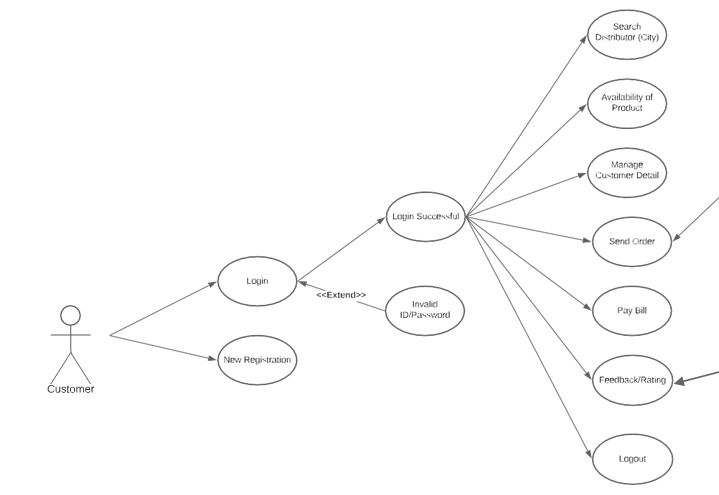 Search
Distributor (City)
Availability of
Product
Manage
Customer Detail
Login Successful
Send Order
Login
<<Extend>>
Invalid
ID/Password
Pay Bill
New Registration
Customer
Feedback/Rating
Logout